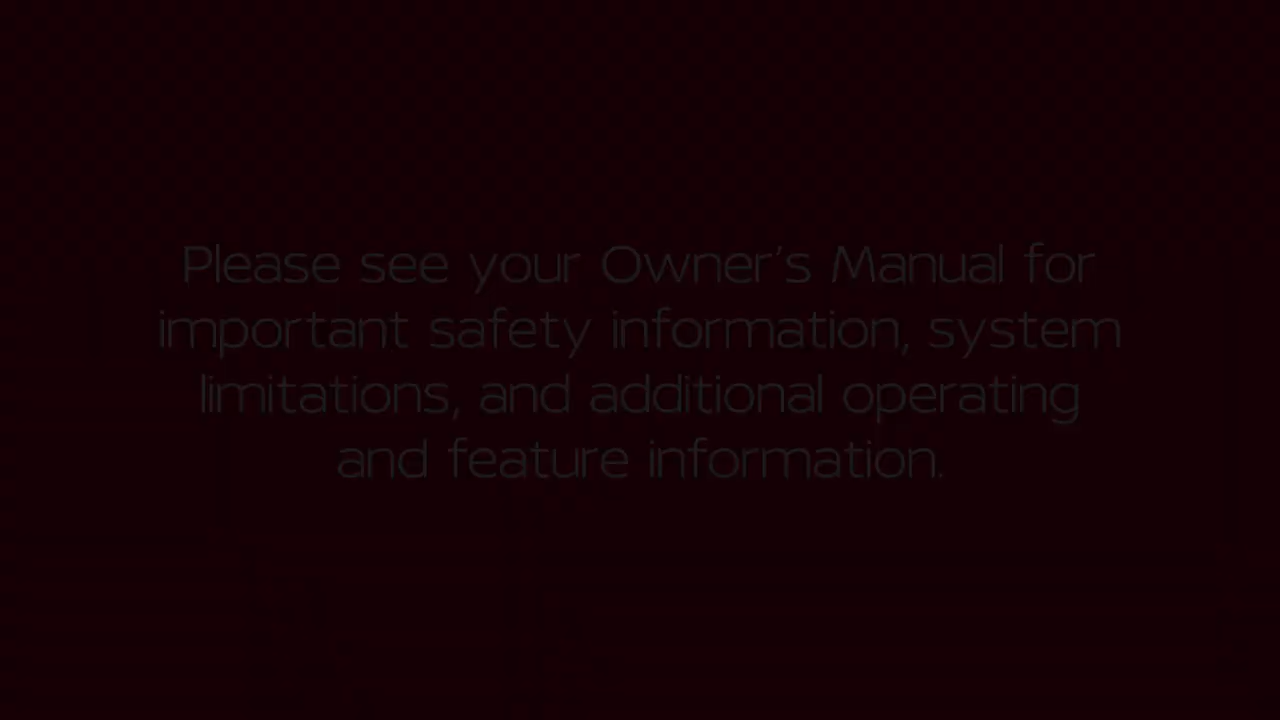 Please see your Owner's Manual for
important safety information, system
limitations, and additional operating
and feature information.